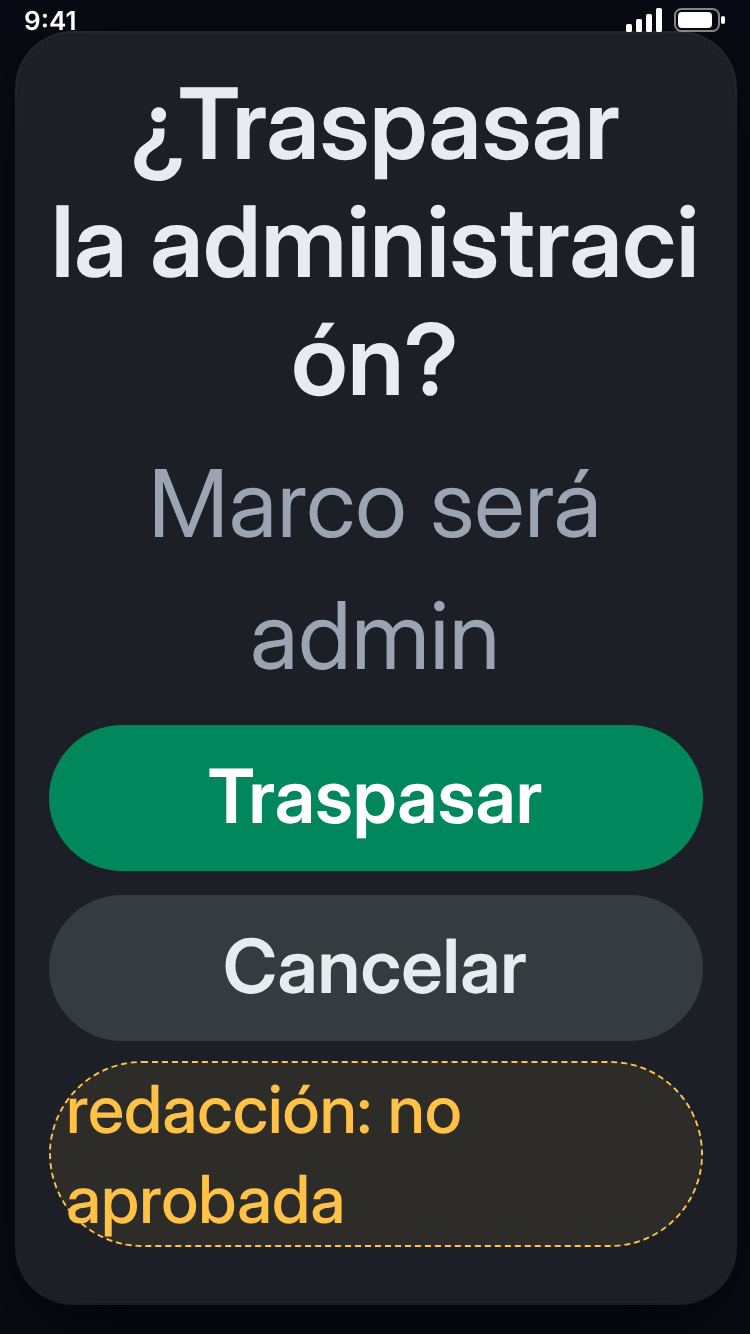 9:41
¿Traspasar
la administraci
ón?
Marco será
admin
Traspasar
Cancelar
redacción: no
aprobada